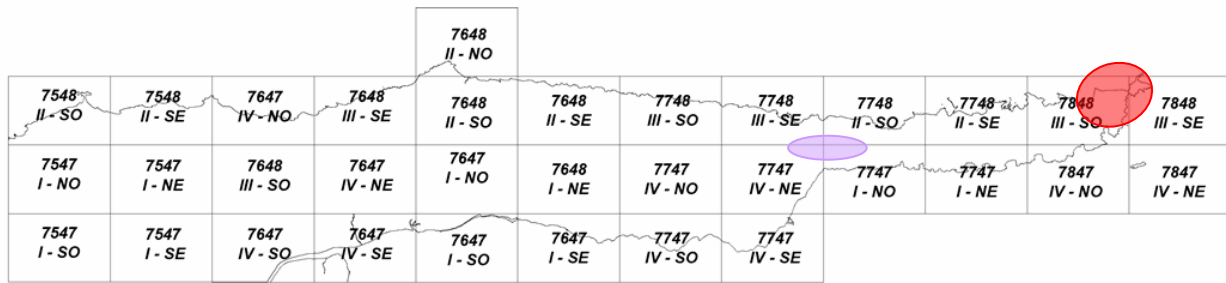 7648
II - NO
7548
II - SO
7548
II - SE
7647
IV - NO
7648
III - SE
7648
II - SO
7648
II - SE
7748
III - SO
7748
III - SE
7748
II - SO
7748
II - SE
7848
III - SO
7848
III - SE
7547
I - NO
7547
I - NE
7648
III - SO
7647
IV - NE
7647
I - NO
7648
I - NE
7747
IV - NO
7747
IV - NE
7747
I - NO
7747
I - NE
7847
IV - NO
7847
IV - NE
7547
I - SO
7547
I - SE
7647
IV - SO
7647
IV - SE
7647
I - SO
7647
I - SE
7747
IV - SO
7747
IV - SE